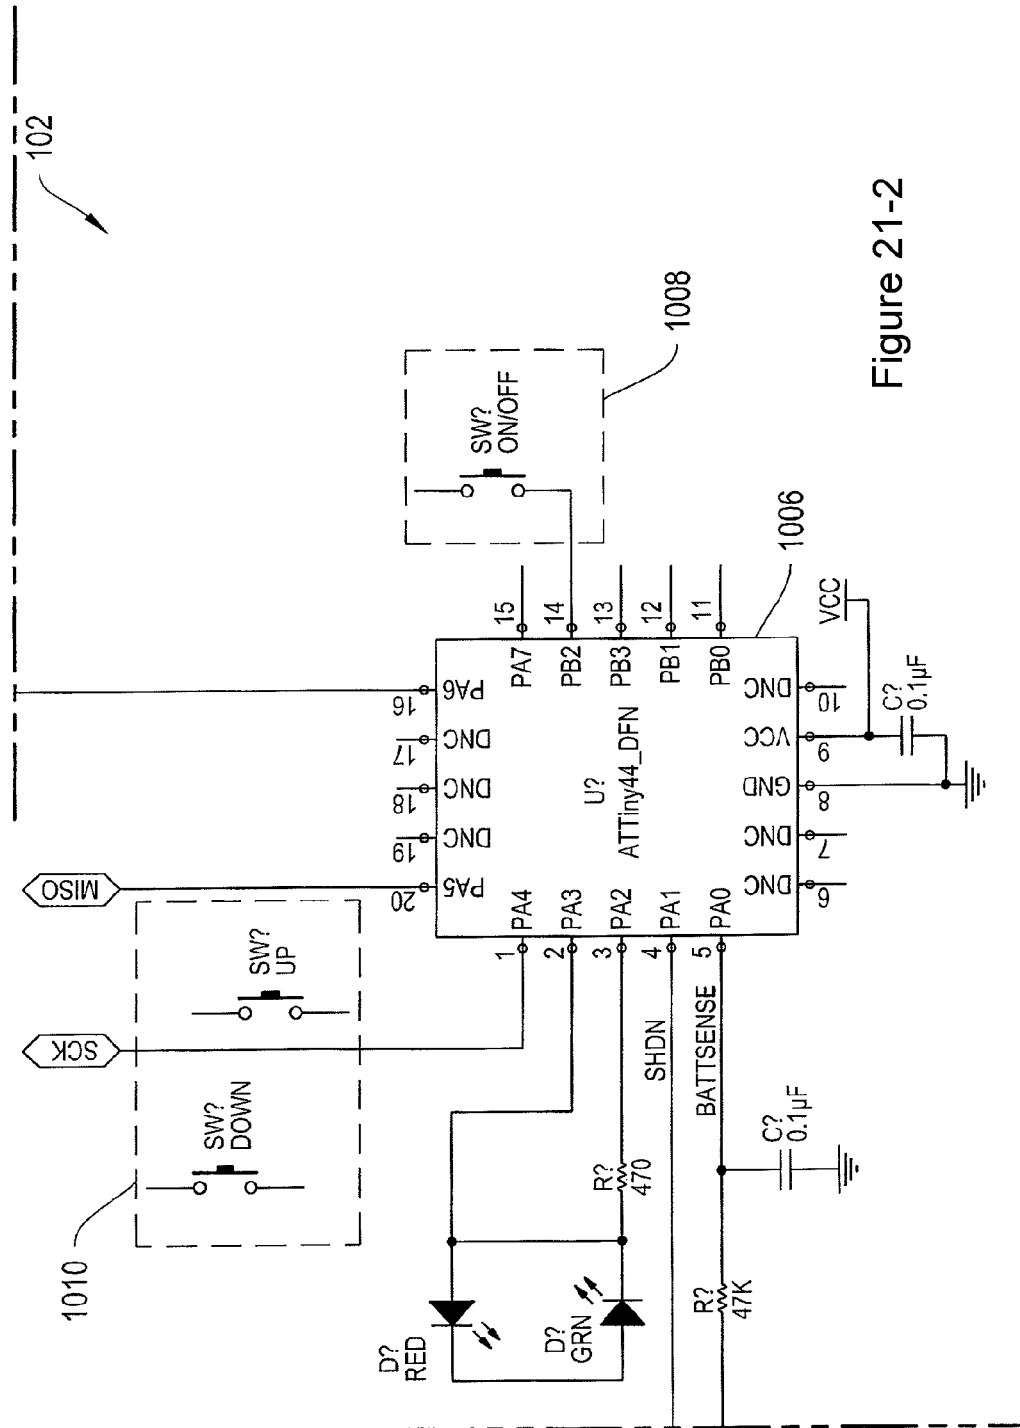 102
1010
SW?
DOWN
SCK
SW?
UP
MISO
SW?
ON/OFF
1008
1006
D?
RED
D?
GRN
R?
470
SHDN
BATTSENSE
R?
47K
C?
0.1µF
1
PA4
2
PA3
3
PA2
4
PA1
5
PA0
20
PA5
19
DNC
18
DNC
17
DNC
16
PA6
U?
ATTiny44_DFN
PA7
15
PB2
14
PB3
13
PB1
12
PB0
11
DNC
6
DNC
7
GND
8
VCC
9
DNC
10
VCC
C?
0.1µF
Figure 21-2